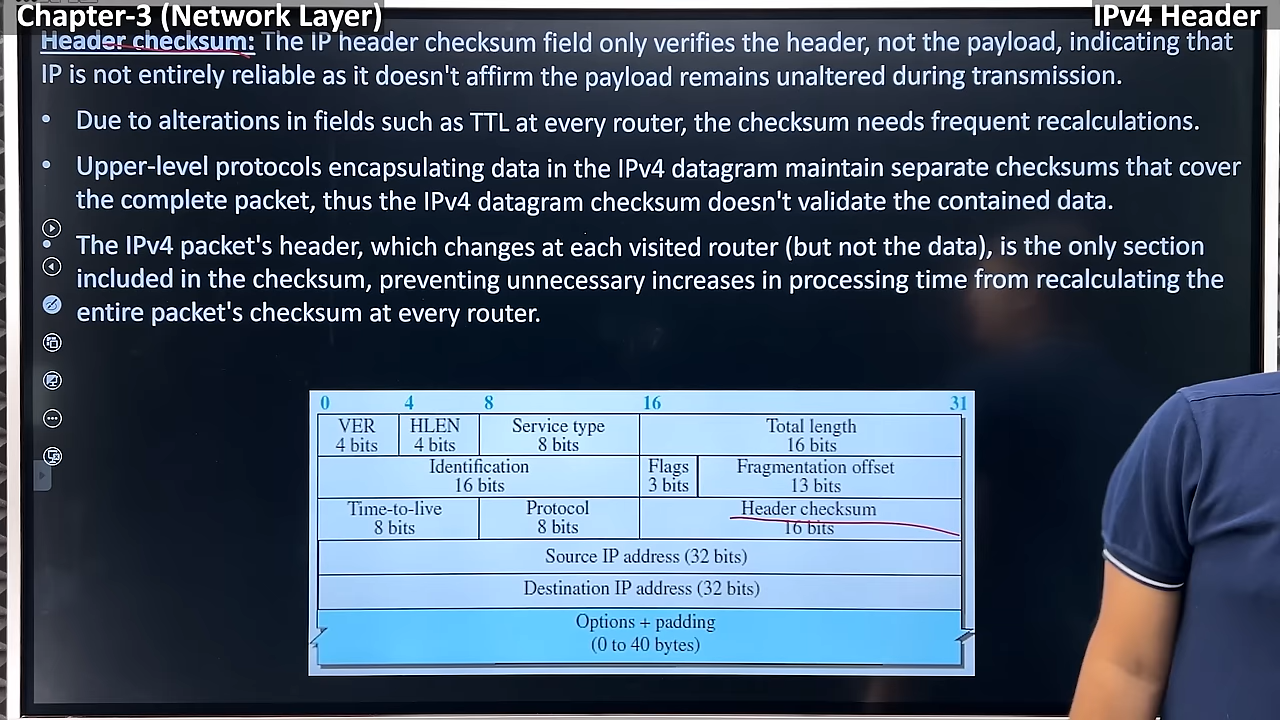 Chapter-3 (Network Layer)
IPv4 Header
Header checksum: The IP header checksum field only verifies the header, not the payload, indicating that
IP is not entirely reliable as it doesn't affirm the payload remains unaltered during transmission.
• Due to alterations in fields such as TTL at every router, the checksum needs frequent recalculations.
• Upper-level protocols encapsulating data in the IPv4 datagram maintain separate checksums that cover
the complete packet, thus the IPv4 datagram checksum doesn't validate the contained data.
• The IPv4 packet's header, which changes at each visited router (but not the data), is the only section
included in the checksum, preventing unnecessary increases in processing time from recalculating the
entire packet's checksum at every router.
0 4 8 16 31
VER HLEN Service type Total length
4 bits 4 bits 8 bits 16 bits
Identification Flags Fragmentation offset
16 bits 3 bits 13 bits
Time-to-live Protocol Header checksum
8 bits 8 bits 16 bits
Source IP address (32 bits)
Destination IP address (32 bits)
Options + padding
(0 to 40 bytes)